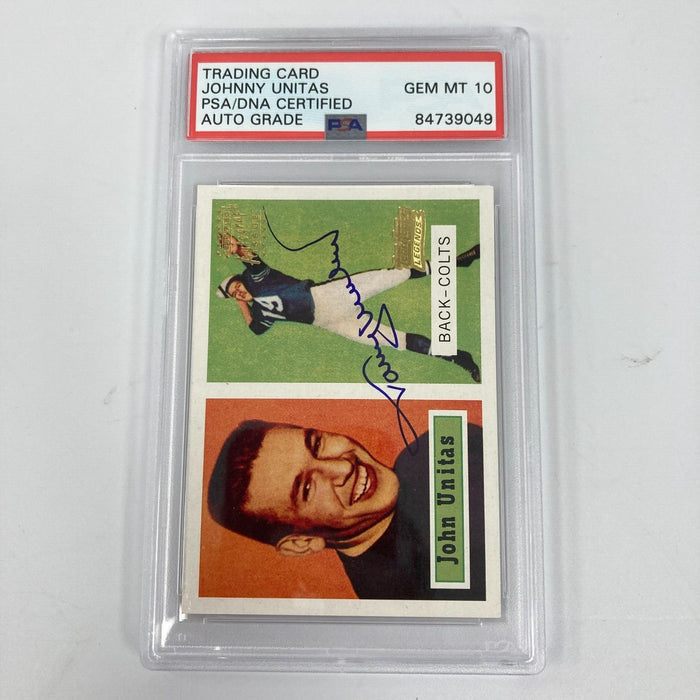 TRADING CARD
JOHNNY UNITAS
PSA/DNA CERTIFIED
AUTO GRADE
GEM MT 10
PSA
84739049
LEGENDS
19
BACK-COLTS
John Unitas